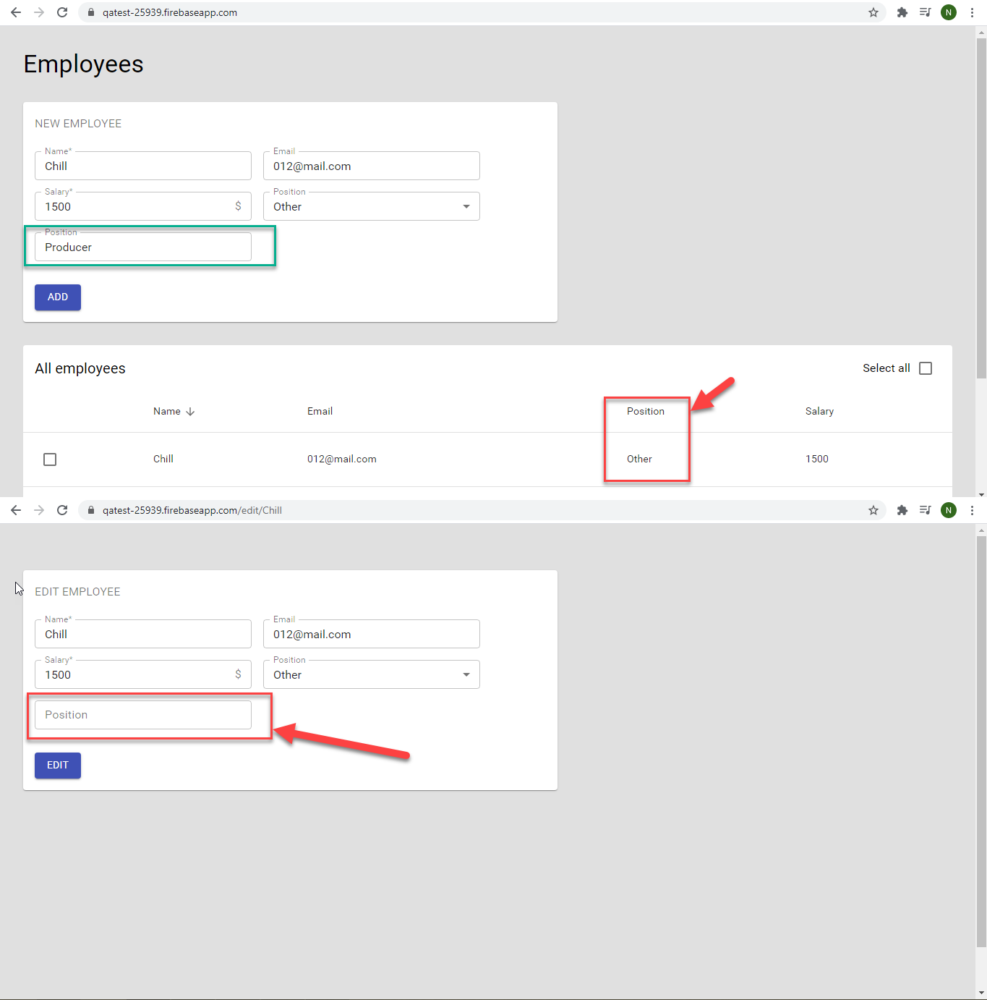 qatest-25939.firebaseapp.com
N
Employees
NEW EMPLOYEE
Name* Email
Chill 012@mail.com
Salary* Position
1500 $ Other
Position
Producer
ADD
All employees Select all
Name Email Position Salary
Chill 012@mail.com Other 1500
qatest-25939.firebaseapp.com/edit/Chill
N
EDIT EMPLOYEE
Name* Email
Chill 012@mail.com
Salary* Position
1500 $ Other
Position
EDIT